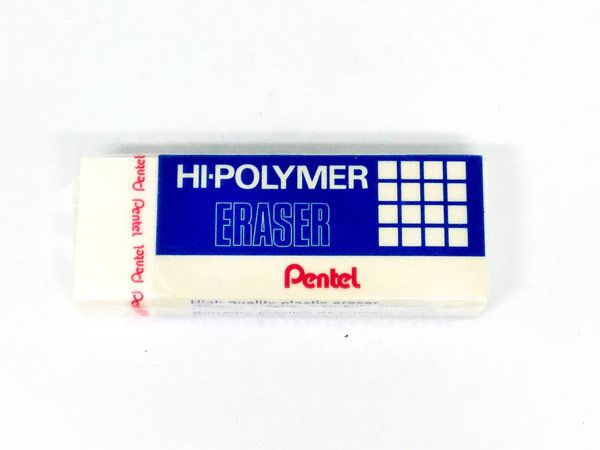 HI-POLYMER
ERASER
Pentel
High quality plastic eraser
Pentel Pentel Pentel